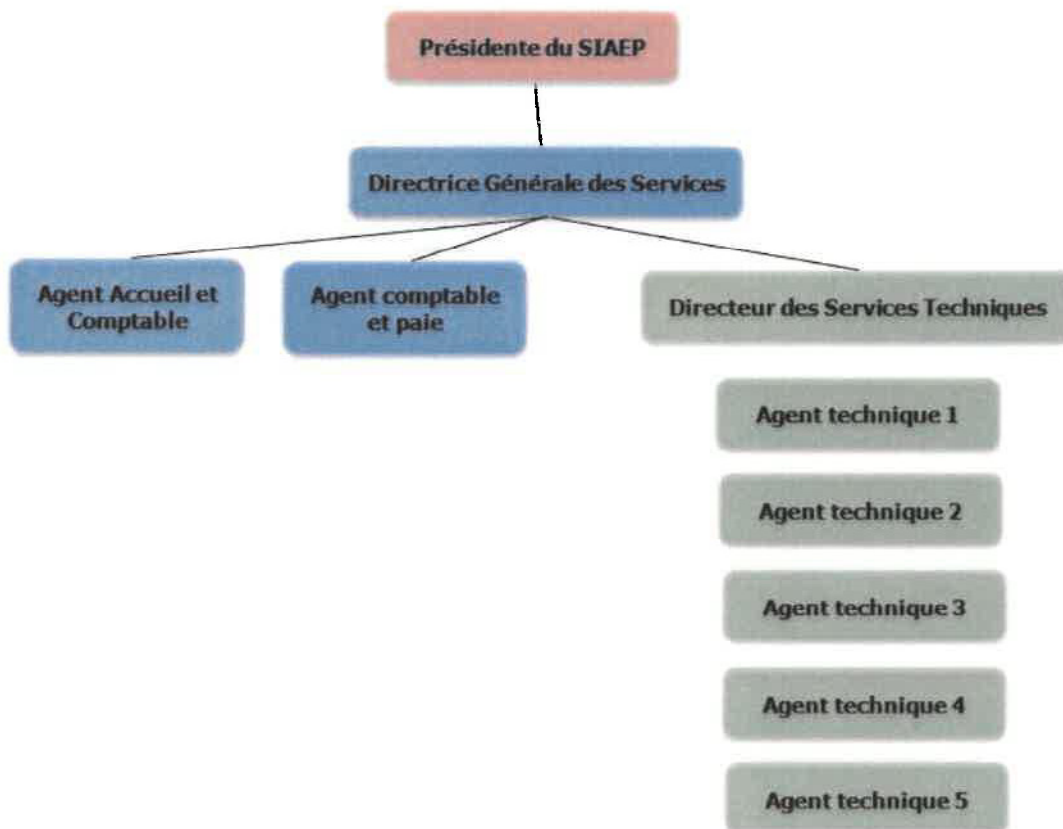 Présidente du SIAEP
Directrice Générale des Services
Agent Accueil et
Comptable
Agent comptable
et paie
Directeur des Services Techniques
Agent technique 1
Agent technique 2
Agent technique 3
Agent technique 4
Agent technique 5